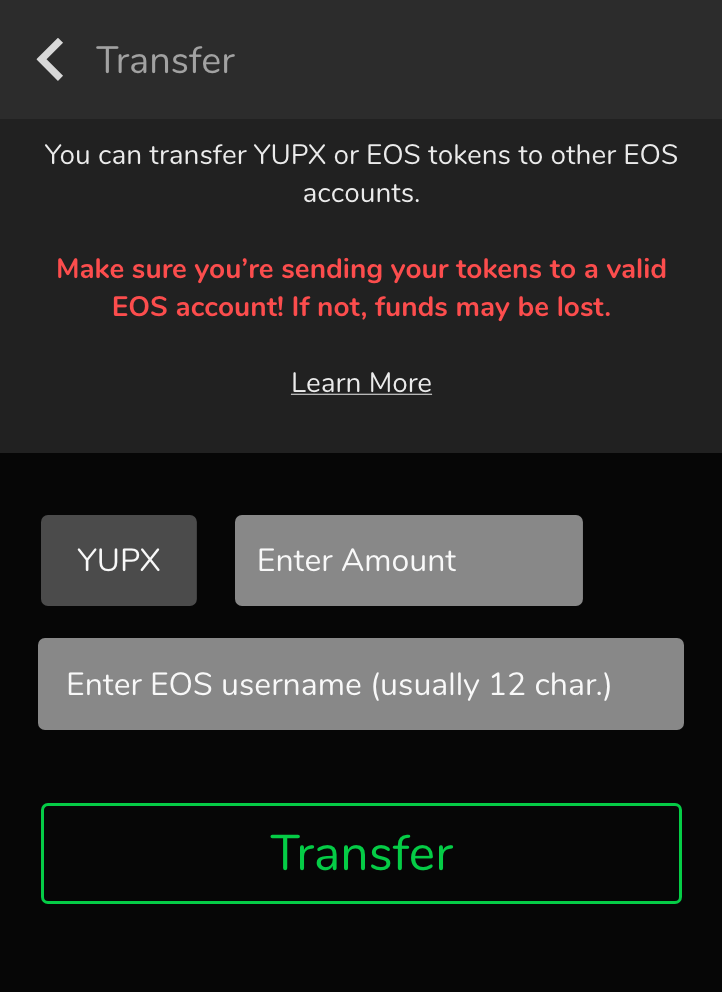 Transfer
You can transfer YUPX or EOS tokens to other EOS
accounts.
Make sure you’re sending your tokens to a valid
EOS account! If not, funds may be lost.
Learn More
YUPX
Enter Amount
Enter EOS username (usually 12 char.)
Transfer